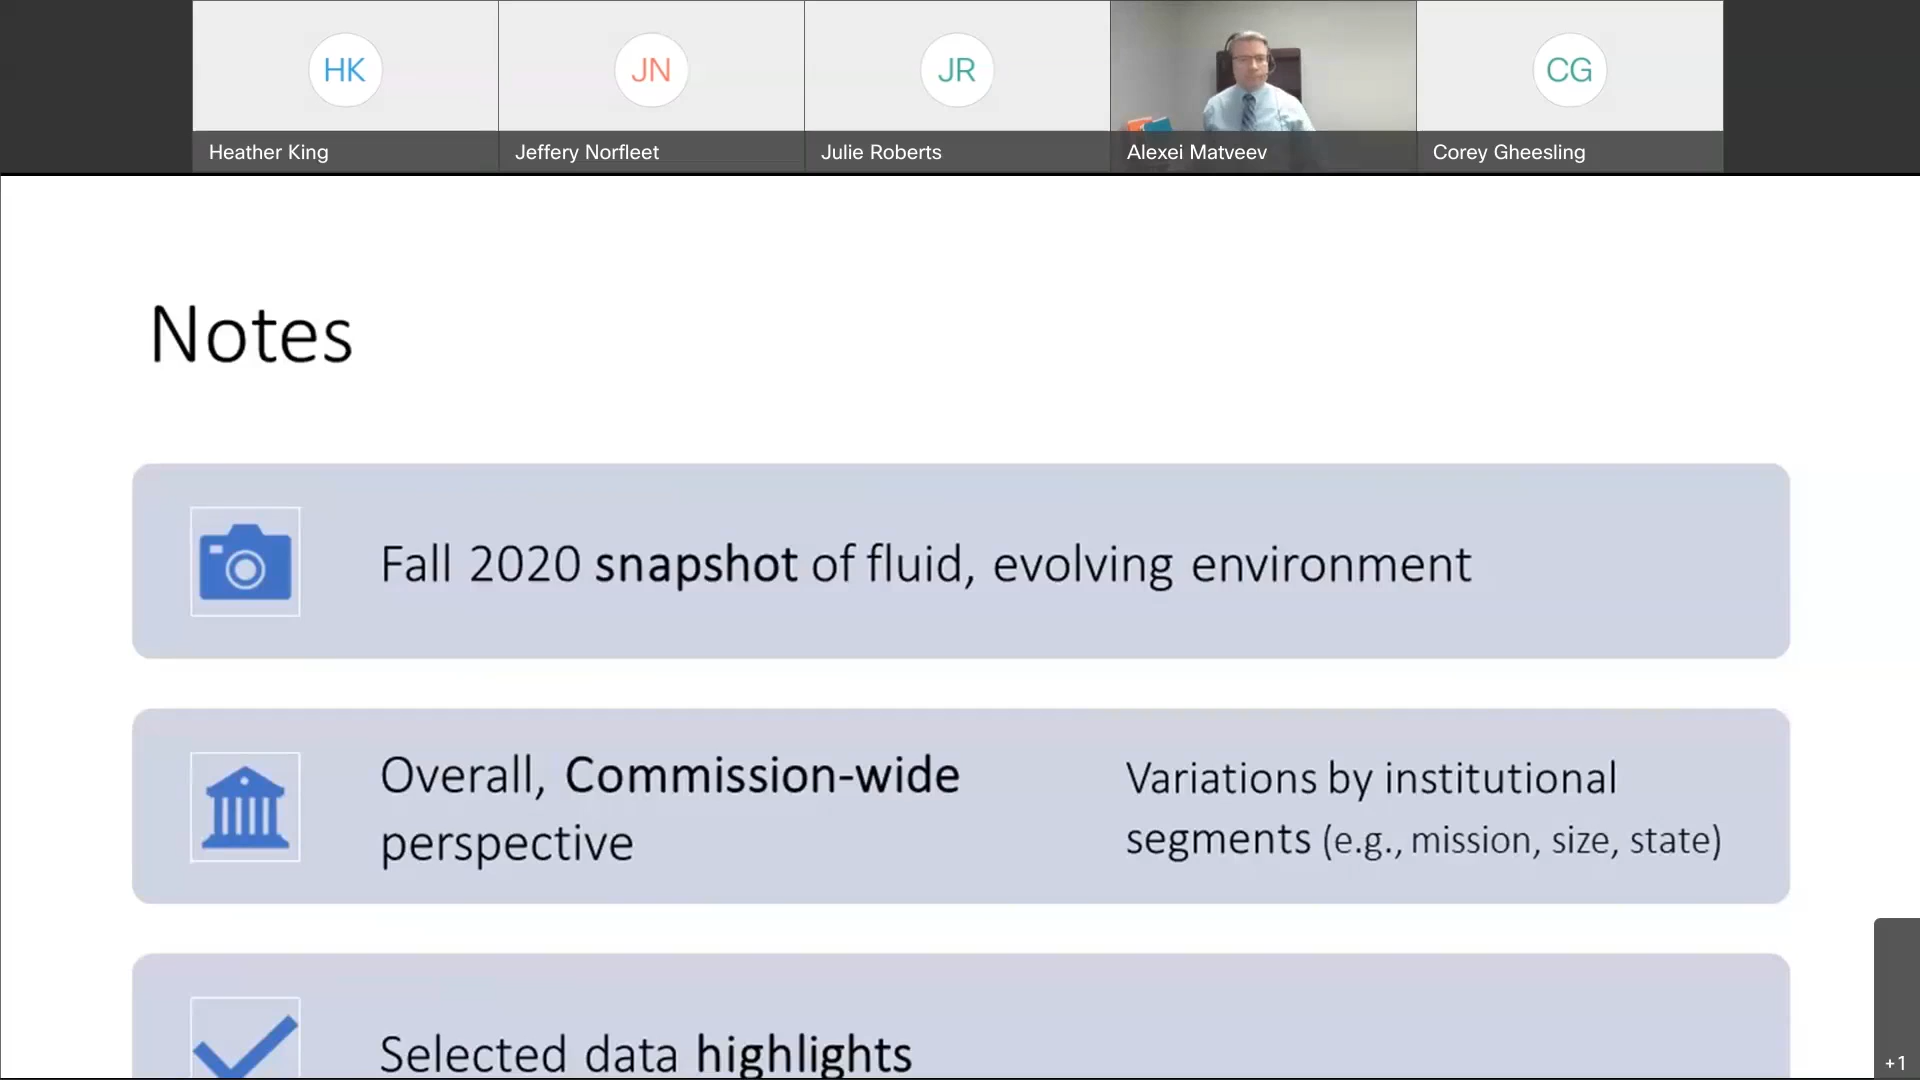 HK
JN
JR
CG
Heather King
Jeffery Norfleet
Julie Roberts
Alexei Matveev
Corey Gheesling
Notes
Fall 2020 snapshot of fluid, evolving environment
Overall, Commission-wide
perspective
Variations by institutional
segments (e.g., mission, size, state)
Selected data highlights
+1